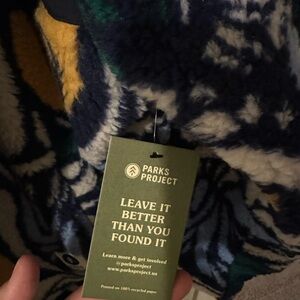 PARKS
PROJECT
LEAVE IT
BETTER
THAN YOU
FOUND IT
Learn more & get involved
@parksproject
www.parksproject.us
Printed on 100% recycled paper